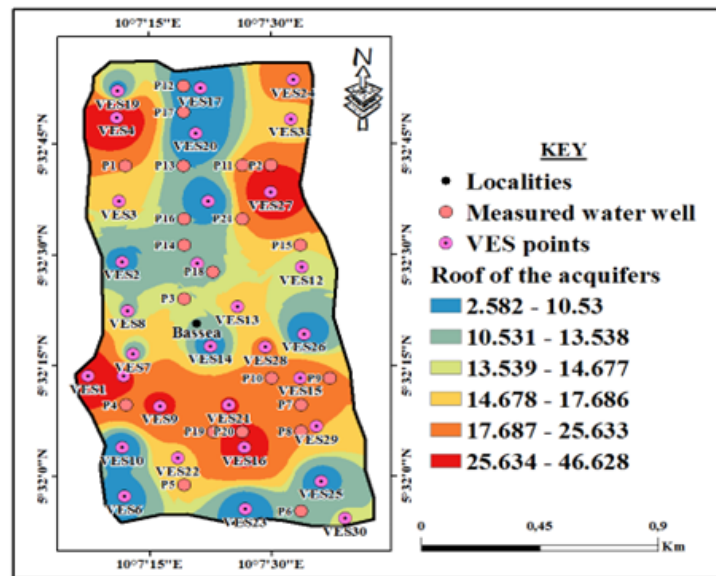 10°7'15"E 10°7'30"E
N
P12
VES19 VES17 VES24
P17
VES4 VES20 VES31
5°32'45"N 5°32'45"N
P1 P13 P11 P2
VES3 VES27
P16 P21
5°32'30"N 5°32'30"N
P14 P15
VES2 P18 VES12
P3
VES8 VES13
Bassea
VES14 VES26
VES7 VES28
5°32'15"N 5°32'15"N
VES1 P10 P9
VES15
P4 VES9 VES21 P7
P19 P20 P8 VES29
VES10 VES16
VES22
5°32'0"N 5°32'0"N
P5 VES25
VES6 VES23 P6
VES30
10°7'15"E 10°7'30"E
KEY
Localities
Measured water well
VES points
Roof of the acquifers
2.582 - 10.53
10.531 - 13.538
13.539 - 14.677
14.678 - 17.686
17.687 - 25.633
25.634 - 46.628
0 0,45 0,9
Km